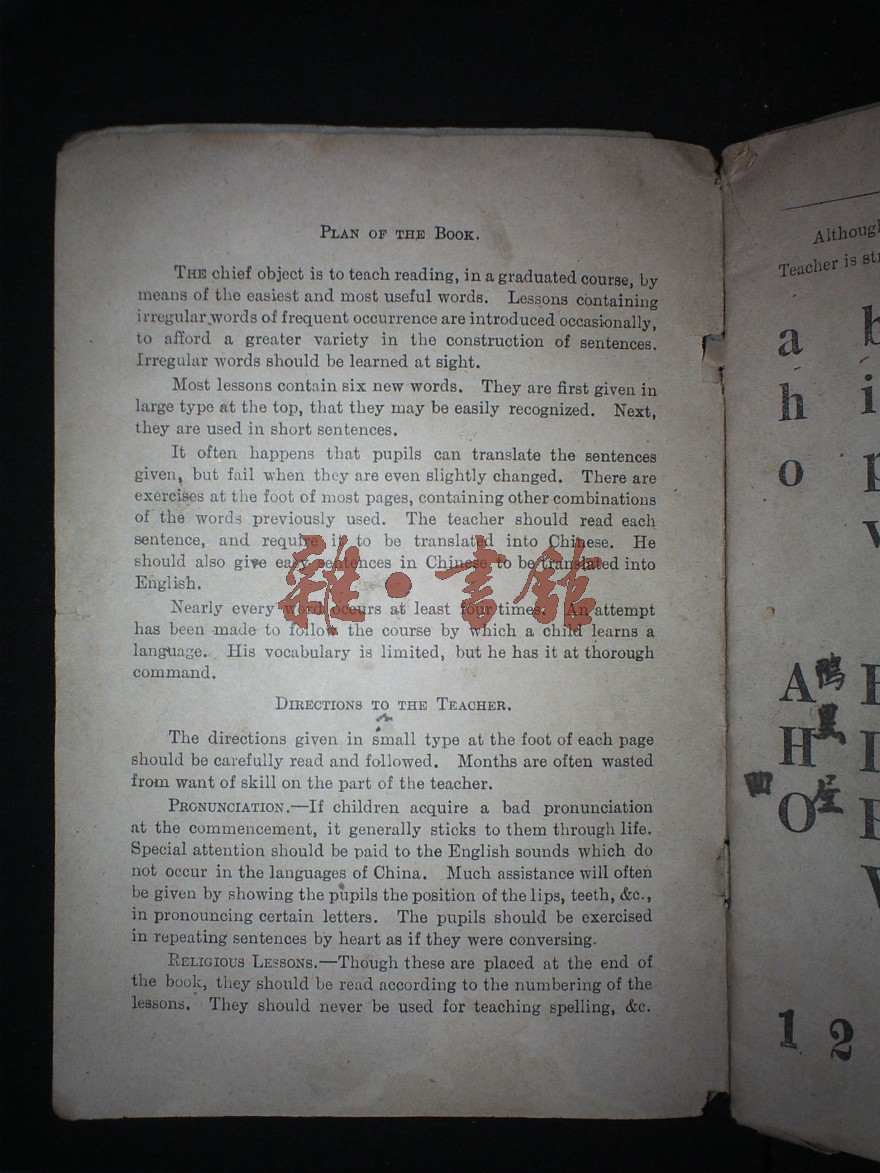 PLAN OF THE BOOK.
THE chief object is to teach reading, in a graduated course, by
means of the easiest and most useful words. Lessons containing
irregular words of frequent occurrence are introduced occasionally,
to afford a greater variety in the construction of sentences.
Irregular words should be learned at sight.
Most lessons contain six new words. They are first given in
large type at the top, that they may be easily recognized. Next,
they are used in short sentences.
It often happens that pupils can translate the sentences
given, but fail when they are even slightly changed. There are
exercises at the foot of most pages, containing other combinations
of the words previously used. The teacher should read each
sentence, and require it to be translated into Chinese. He
should also give easy sentences in Chinese to be translated into
English.
Nearly every word occurs at least four times. An attempt
has been made to follow the course by which a child learns a
language. His vocabulary is limited, but he has it at thorough
command.
DIRECTIONS TO THE TEACHER.
The directions given in small type at the foot of each page
should be carefully read and followed. Months are often wasted
from want of skill on the part of the teacher.
PRONUNCIATION.—If children acquire a bad pronunciation
at the commencement, it generally sticks to them through life.
Special attention should be paid to the English sounds which do
not occur in the languages of China. Much assistance will often
be given by showing the pupils the position of the lips, teeth, &c.,
in pronouncing certain letters. The pupils should be exercised
in repeating sentences by heart as if they were conversing.
RELIGIOUS LESSONS.—Though these are placed at the end of
the book, they should be read according to the numbering of the
lessons. They should never be used for teaching spelling, &c.
雜·書館
Although
Teacher is
a b
h i
o p
v
A
H I
O P
V
1 2